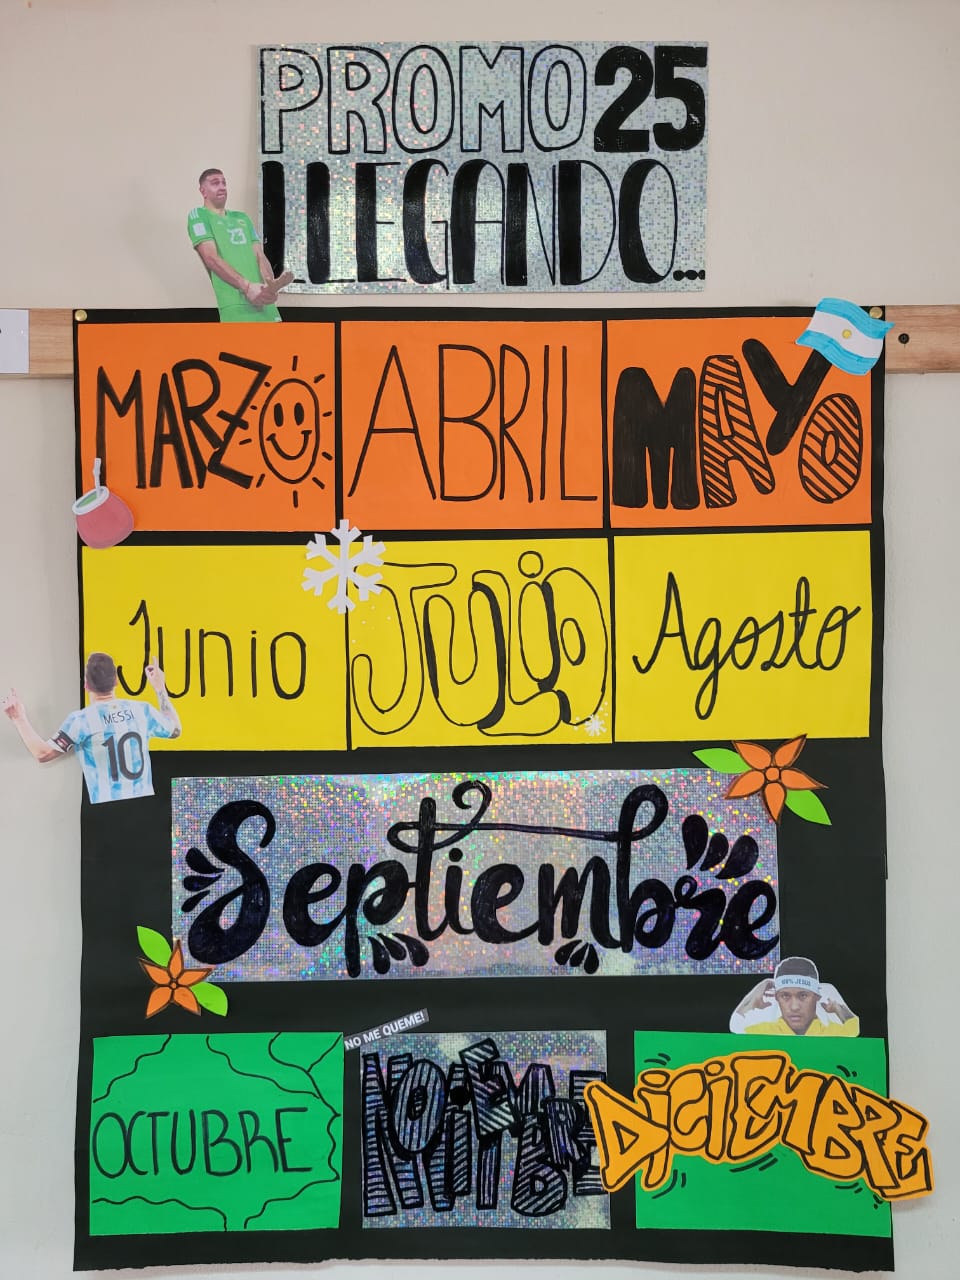 PROMO 25
LLEGANDO...
23
MARZO
ABRIL
MAYO
JUNIO
JULIO
Agosto
MESSI
10
Septiembre
100% JESUS
NO ME QUEME!
OCTUBRE
NOViEMBRE
DiCiEMBRE